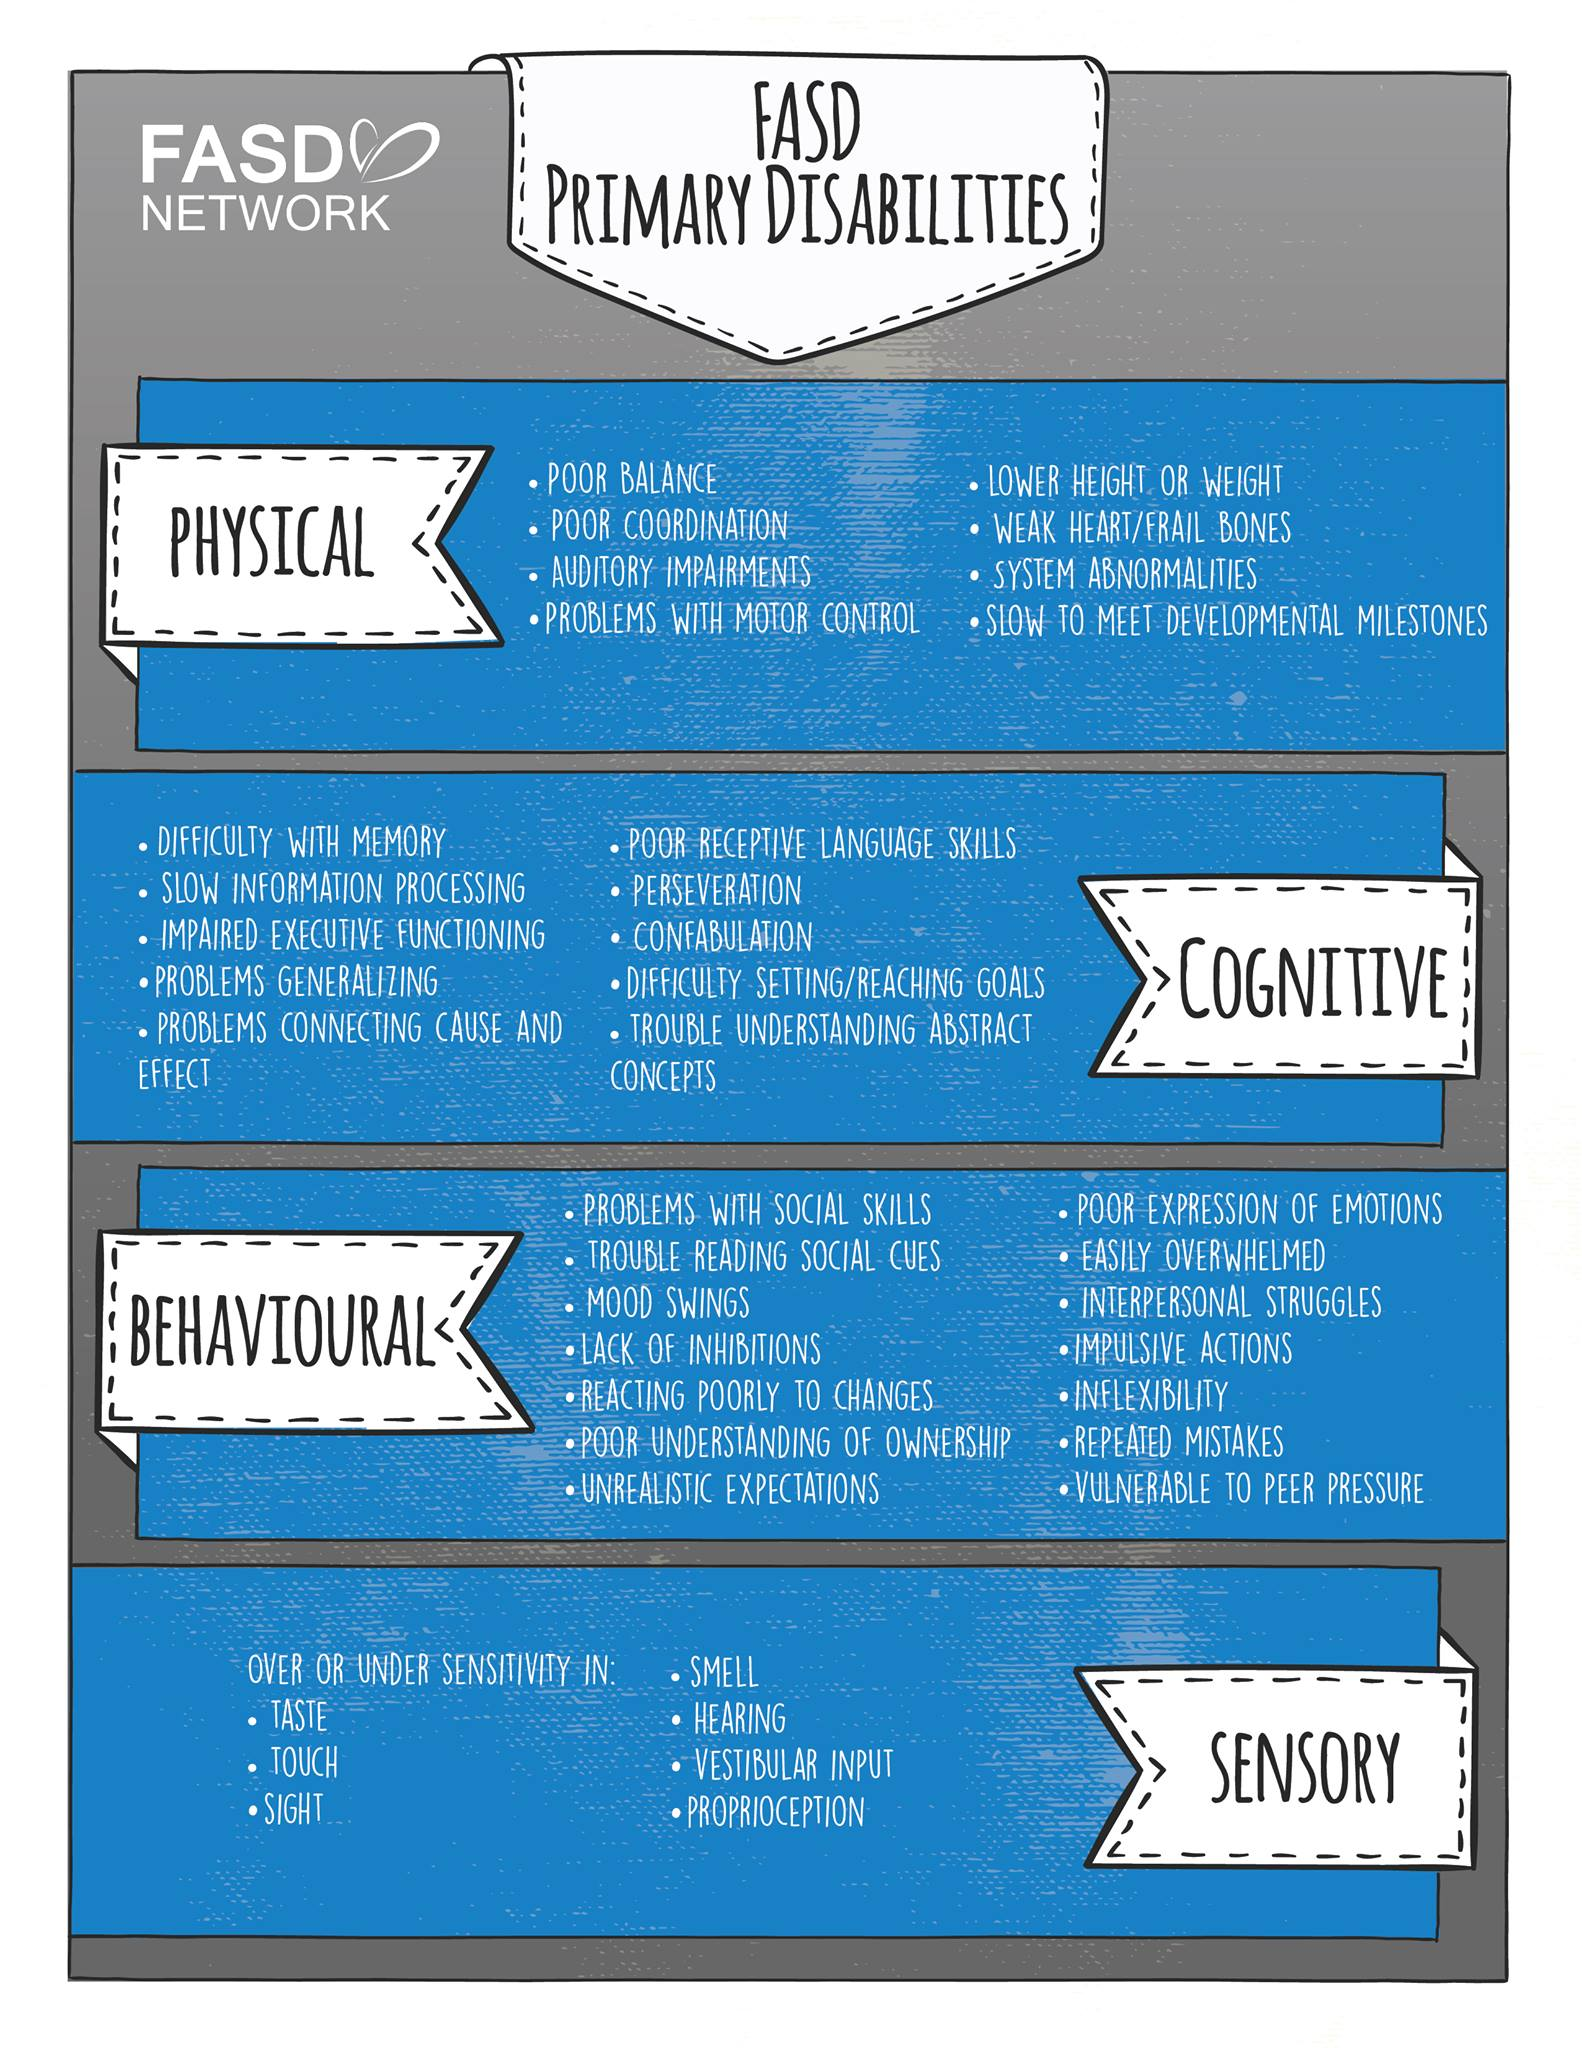 FASD
NETWORK
FASD
PRIMARY DISABILITIES
PHYSICAL
• POOR BALANCE
• POOR COORDINATION
• AUDITORY IMPAIRMENTS
• PROBLEMS WITH MOTOR CONTROL
• LOWER HEIGHT OR WEIGHT
• WEAK HEART/FRAIL BONES
• SYSTEM ABNORMALITIES
• SLOW TO MEET DEVELOPMENTAL MILESTONES
• DIFFICULTY WITH MEMORY
• SLOW INFORMATION PROCESSING
• IMPAIRED EXECUTIVE FUNCTIONING
• PROBLEMS GENERALIZING
• PROBLEMS CONNECTING CAUSE AND
EFFECT
• POOR RECEPTIVE LANGUAGE SKILLS
• PERSEVERATION
• CONFABULATION
• DIFFICULTY SETTING/REACHING GOALS
• TROUBLE UNDERSTANDING ABSTRACT
CONCEPTS
COGNITIVE
BEHAVIOURAL
• PROBLEMS WITH SOCIAL SKILLS
• TROUBLE READING SOCIAL CUES
• MOOD SWINGS
• LACK OF INHIBITIONS
• REACTING POORLY TO CHANGES
• POOR UNDERSTANDING OF OWNERSHIP
• UNREALISTIC EXPECTATIONS
• POOR EXPRESSION OF EMOTIONS
• EASILY OVERWHELMED
• INTERPERSONAL STRUGGLES
• IMPULSIVE ACTIONS
• INFLEXIBILITY
• REPEATED MISTAKES
• VULNERABLE TO PEER PRESSURE
OVER OR UNDER SENSITIVITY IN:
• TASTE
• TOUCH
• SIGHT
• SMELL
• HEARING
• VESTIBULAR INPUT
• PROPRIOCEPTION
SENSORY